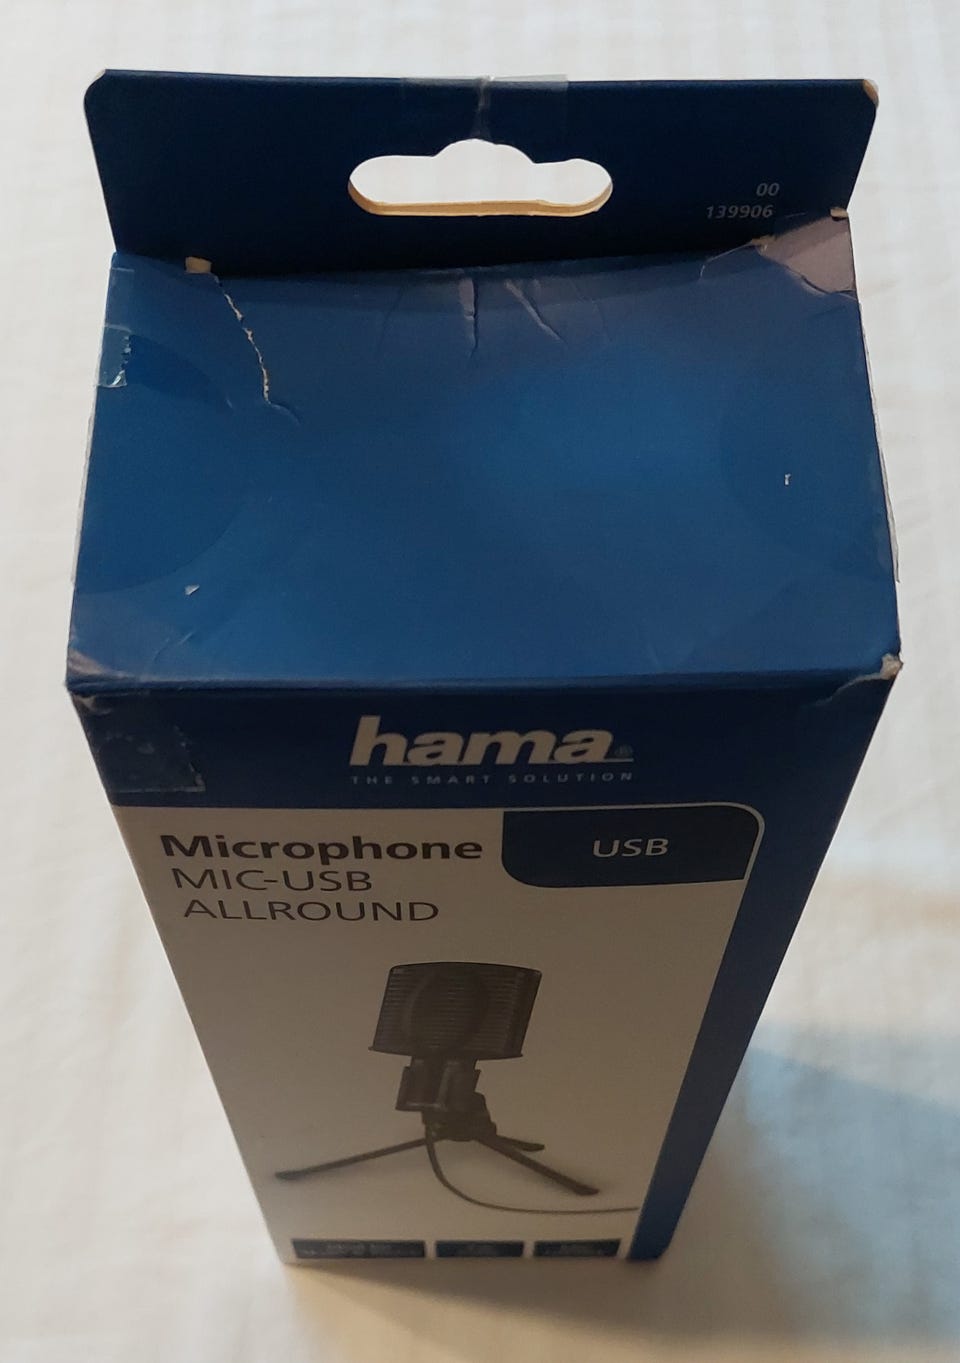 00
139906
hama®
THE SMART SOLUTION
Microphone
USB
MIC-USB
ALLROUND